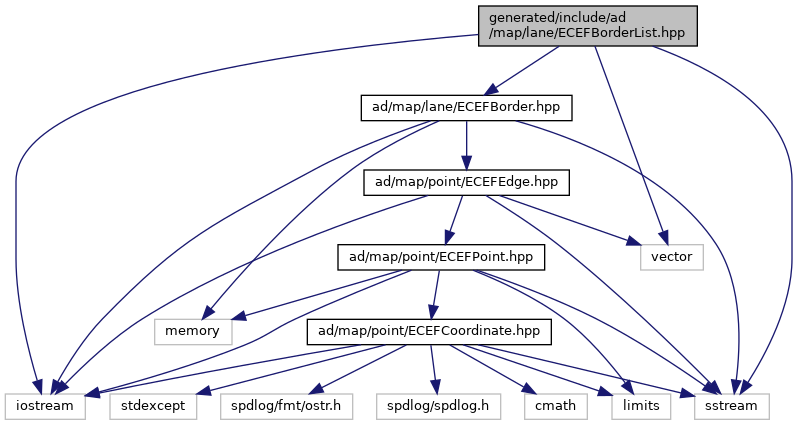 generated/include/ad
/map/lane/ECEFBorderList.hpp
ad/map/lane/ECEFBorder.hpp
ad/map/point/ECEFEdge.hpp
ad/map/point/ECEFPoint.hpp
vector
memory
ad/map/point/ECEFCoordinate.hpp
iostream
stdexcept
spdlog/fmt/ostr.h
spdlog/spdlog.h
cmath
limits
sstream